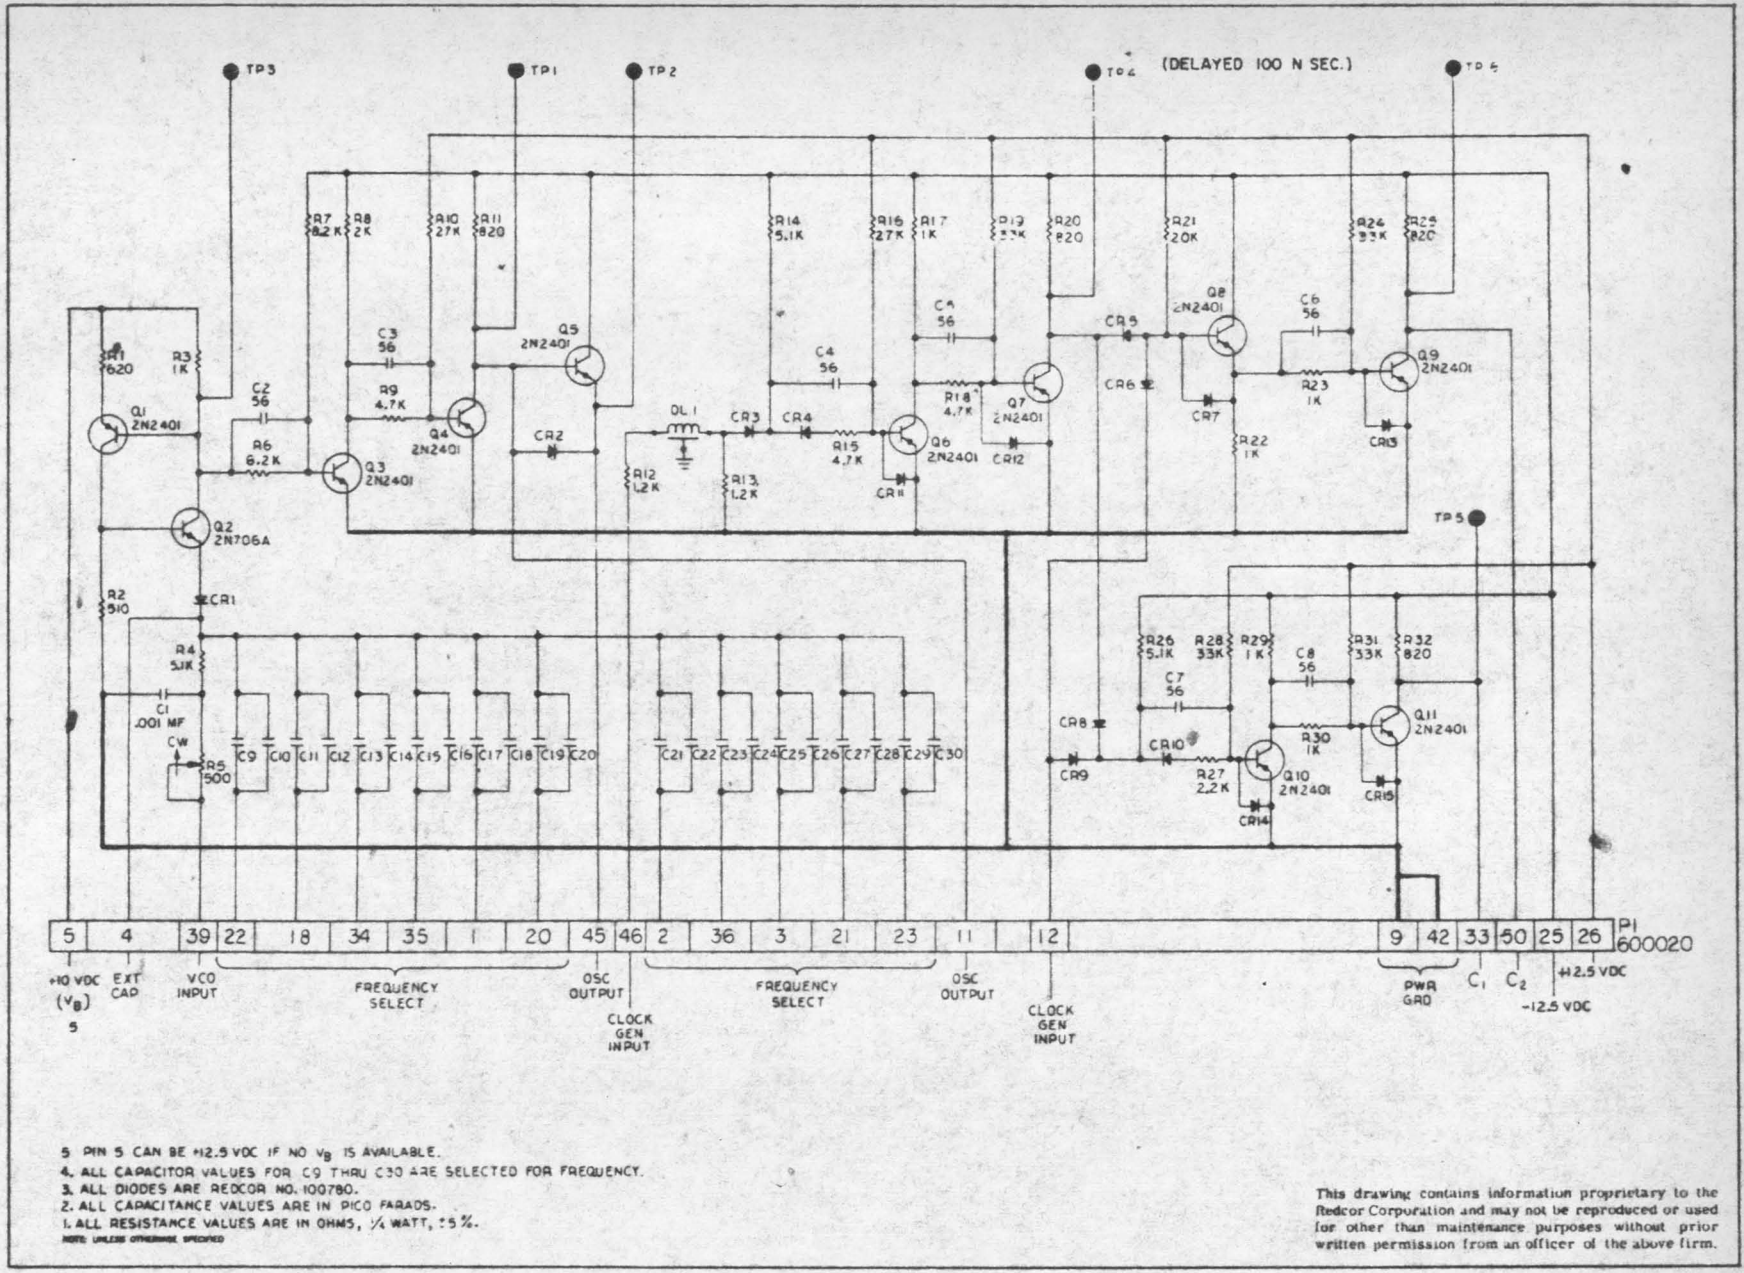 TP3
TP1
TP2
TP4
(DELAYED 100 N SEC.)
TP 6
R7
8.2K
R8
2K
R10
27K
R11
820
R14
5.1K
R16
27K
R17
1K
R19
33K
R20
820
R21
20K
R24
33K
R25
820
R1
620
R3
1K
C2
56
C3
56
Q5
2N2401
C4
56
C5
56
CR5
Q8
2N2401
C6
56
Q1
2N2401
R6
8.2K
R9
4.7K
Q4
2N2401
CR2
DL 1
CR3
CR4
R15
4.7K
Q6
2N2401
R18
4.7K
Q7
2N2401
CR6
CR7
R23
1K
Q9
2N2401
Q3
2N2401
R12
1.2K
R13
1.2K
CR11
CR12
R22
1K
CR13
Q2
2N706A
TP5
R2
510
CR1
R4
5.1K
C1
.001 MF
CW
R5
500
R26
5.1K
R28
33K
R29
1K
C8
56
R31
33K
R32
820
C7
56
CR8
CR9
CR10
R27
2.2K
Q10
2N2401
R30
1K
Q11
2N2401
CR14
CR15
C9 C10 C11 C12 C13 C14 C15 C16 C17 C18 C19 C20 C21 C22 C23 C24 C25 C26 C27 C28 C29 C30
5 4 39 22 18 34 35 1 20 45 46 2 36 3 21 23 11 12 9 42 33 50 25 26
P1
600020
+10 VDC
(VB)
5
EXT
CAP
VCO
INPUT
FREQUENCY
SELECT
OSC
OUTPUT
CLOCK
GEN
INPUT
FREQUENCY
SELECT
OSC
OUTPUT
CLOCK
GEN
INPUT
PWR
GRD
C1
C2
-12.5 VDC
+12.5 VDC
5 PIN 5 CAN BE +12.5 VDC IF NO VB IS AVAILABLE.
4. ALL CAPACITOR VALUES FOR C9 THRU C30 ARE SELECTED FOR FREQUENCY.
3. ALL DIODES ARE REDCOR NO. 100780.
2. ALL CAPACITANCE VALUES ARE IN PICO FARADS.
1. ALL RESISTANCE VALUES ARE IN OHMS, 1/4 WATT, ±5%.
NOTE: UNLESS OTHERWISE SPECIFIED
This drawing contains information proprietary to the
Redcor Corporation and may not be reproduced or used
for other than maintenance purposes without prior
written permission from an officer of the above firm.